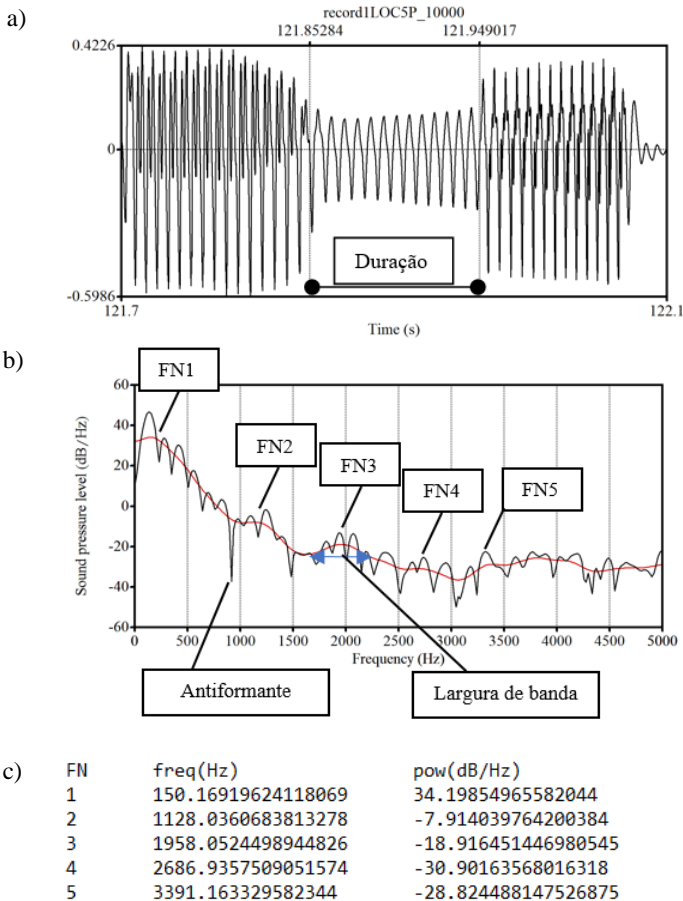 a)
record1LOC5P_10000
121.85284 121.949017
0.4226
0
Duração
-0.5986
121.7 122.1
Time (s)
b)
FN1
60
FN2
40
FN3
20
FN4 FN5
0
-20
-40
-60
Sound pressure level (dB/Hz)
0 500 1000 1500 2000 2500 3000 3500 4000 4500 5000
Frequency (Hz)
Antiformante Largura de banda
c) FN freq(Hz) pow(dB/Hz)
1 150.16919624118069 34.19854965582044
2 1128.0360683813278 -7.914039764200384
3 1958.0524498944826 -18.916451446980545
4 2686.9357509051574 -30.90163568016318
5 3391.163329582344 -28.824488147526875